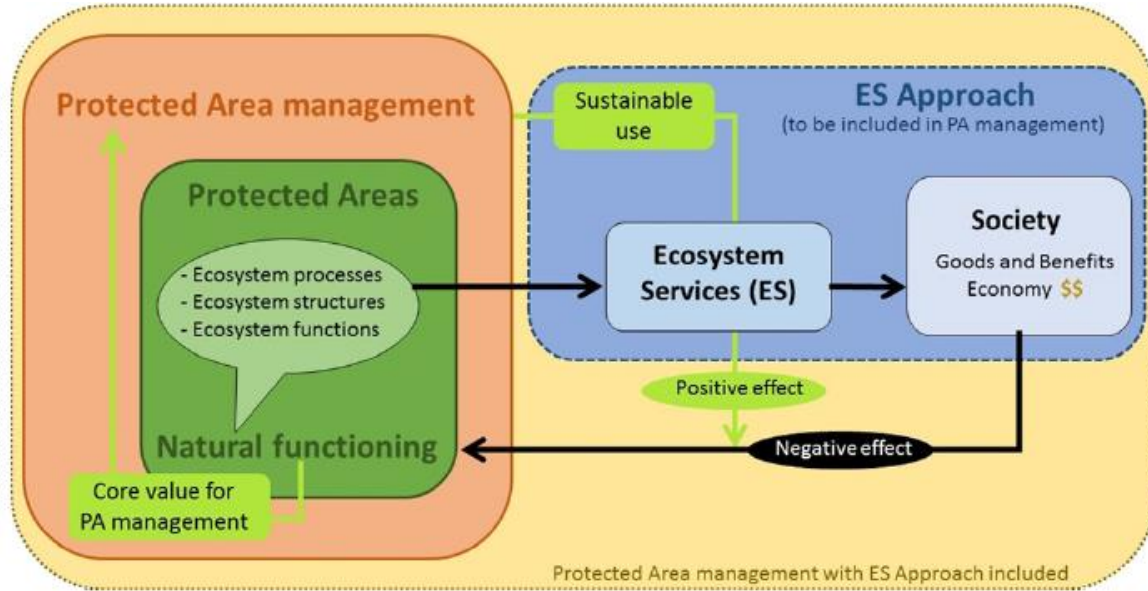 Protected Area management
Sustainable
use
ES Approach
(to be included in PA management)
Protected Areas
- Ecosystem processes
- Ecosystem structures
- Ecosystem functions
Ecosystem
Services (ES)
Society
Goods and Benefits
Economy $$
Positive effect
Natural functioning
Negative effect
Core value for
PA management
Protected Area management with ES Approach included